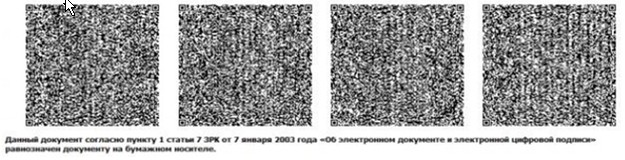 Данный документ согласно пункту 1 статьи 7 ЗРК от 7 января 2003 года «Об электронном документе и электронной цифровой подписи»
равнозначен документу на бумажном носителе.